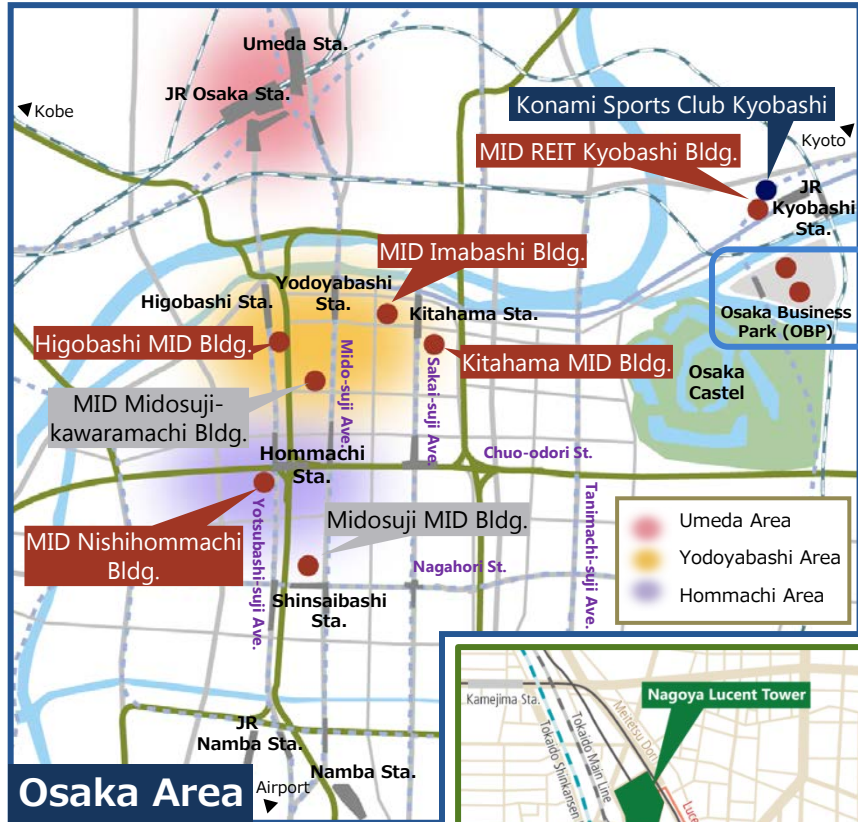 Umeda Sta.
JR Osaka Sta.
Kobe
Konami Sports Club Kyobashi
Kyoto
MID REIT Kyobashi Bldg.
JR
Kyobashi
Sta.
MID Imabashi Bldg.
Yodoyabashi
Sta.
Higobashi Sta.
Kitahama Sta.
Osaka Business
Park (OBP)
Higobashi MID Bldg.
Mido-suji Ave.
Sakai-suji Ave.
Kitahama MID Bldg.
Osaka
Castel
MID Midosuji-
kawaramachi Bldg.
Hommachi
Sta.
Chuo-odori St.
Tanimachi-suji Ave.
Yotsubashi-suji Ave.
MID Nishihommachi
Bldg.
Midosuji MID Bldg.
Nagahori St.
Umeda Area
Yodoyabashi Area
Hommachi Area
Shinsaibashi
Sta.
JR
Namba Sta.
Namba Sta.
Airport
Osaka Area
Kamejima Sta.
Nagoya Lucent Tower
Meitetsu Dori
Tokaido Main Line
Tokaido Shinkansen